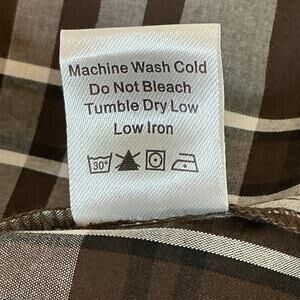 Machine Wash Cold
Do Not Bleach
Tumble Dry Low
Low Iron
30°